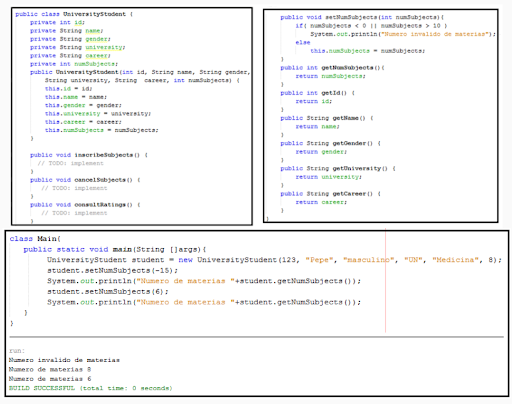 public class UniversityStudent {
private int id;
private String name;
private String gender;
private String university;
private String career;
private int numSubjects;
public UniversityStudent(int id, String name, String gender,
String university, String career, int numSubjects) {
this.id = id;
this.name = name;
this.gender = gender;
this.university = university;
this.career = career;
this.numSubjects = numSubjects;
}
public void inscribeSubjects() {
// TODO: implement
}
public void cancelSubjects() {
// TODO: implement
}
public void consultRatings() {
// TODO: implement
}
public void setNumSubjects(int numSubjects){
if( numSubjects < 0 || numSubjects > 10 )
System.out.println("Numero invalido de materias");
else
this.numSubjects = numSubjects;
}
public int getNumSubjects(){
return numSubjects;
}
public int getId() {
return id;
}
public String getName() {
return name;
}
public String getGender() {
return gender;
}
public String getUniversity() {
return university;
}
public String getCareer() {
return career;
}
}
class Main{
public static void main(String []args){
UniversityStudent student = new UniversityStudent(123, "Pepe", "masculino", "UN", "Medicina", 8);
student.setNumSubjects(-15);
System.out.println("Numero de materias "+student.getNumSubjects());
student.setNumSubjects(6);
System.out.println("Numero de materias "+student.getNumSubjects());
}
}
run:
Numero invalido de materias
Numero de materias 8
Numero de materias 6
BUILD SUCCESSFUL (total time: 0 seconds)